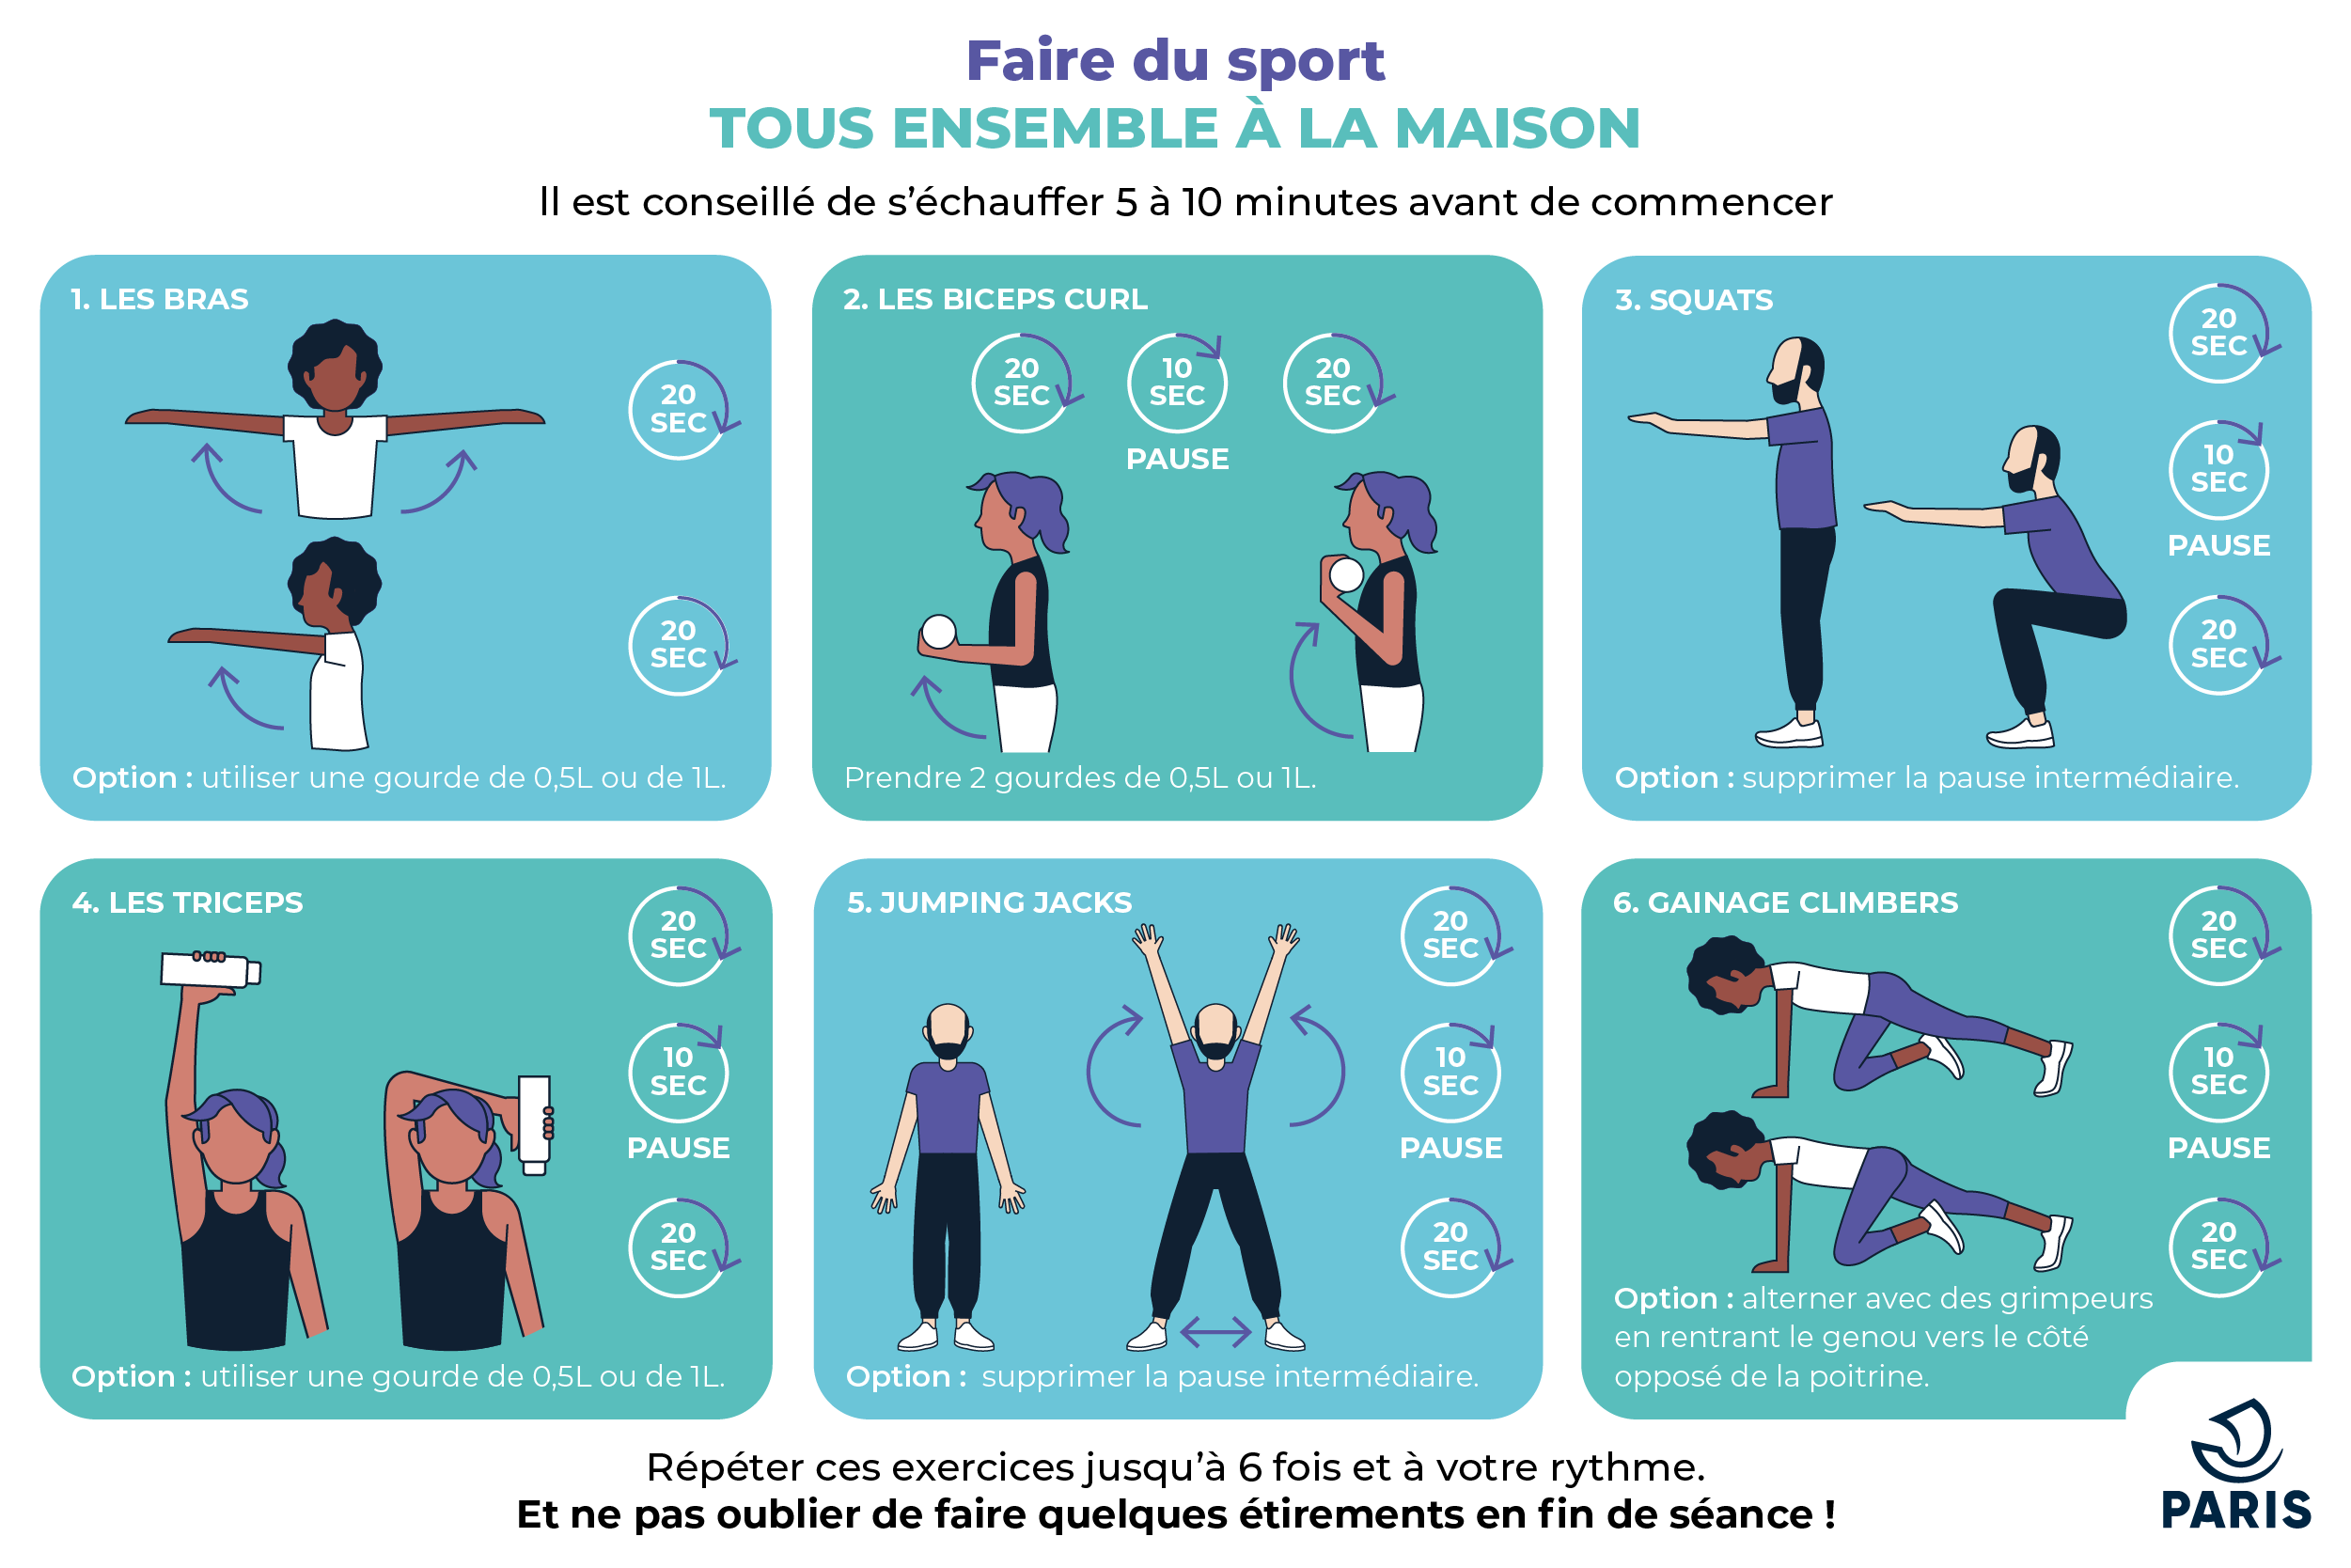 Faire du sport
TOUS ENSEMBLE À LA MAISON
Il est conseillé de s’échauffer 5 à 10 minutes avant de commencer
1. LES BRAS
20
SEC
20
SEC
Option : utiliser une gourde de 0,5L ou de 1L.
2. LES BICEPS CURL
20
SEC
10
SEC
PAUSE
20
SEC
Prendre 2 gourdes de 0,5L ou 1L.
3. SQUATS
20
SEC
10
SEC
PAUSE
20
SEC
Option : supprimer la pause intermédiaire.
4. LES TRICEPS
20
SEC
10
SEC
PAUSE
20
SEC
Option : utiliser une gourde de 0,5L ou de 1L.
5. JUMPING JACKS
20
SEC
10
SEC
PAUSE
20
SEC
Option : supprimer la pause intermédiaire.
6. GAINAGE CLIMBERS
20
SEC
10
SEC
PAUSE
20
SEC
Option : alterner avec des grimpeurs
en rentrant le genou vers le côté
opposé de la poitrine.
Répéter ces exercices jusqu’à 6 fois et à votre rythme.
Et ne pas oublier de faire quelques étirements en fin de séance !
PARIS